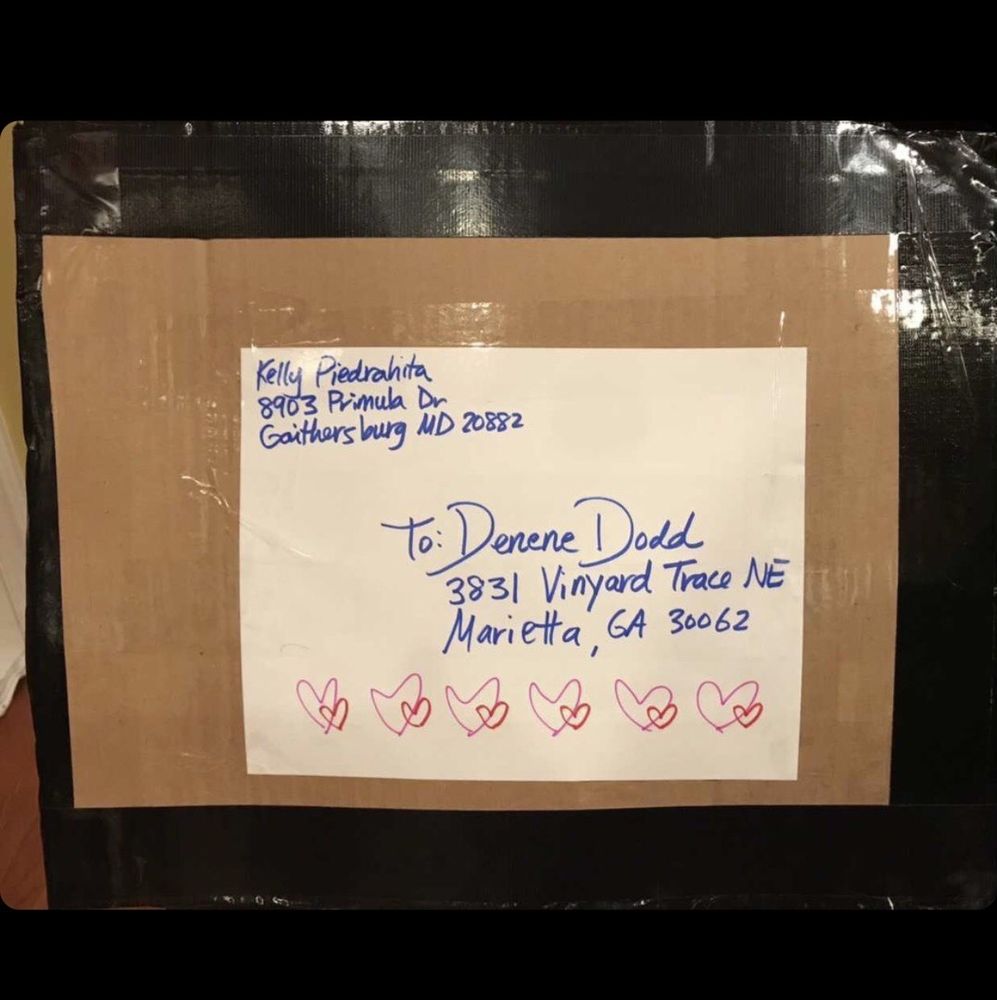 Kelly Piedrahita
8903 Primula Dr
Gaithersburg MD 20882
To: Denene Dodd
3831 Vinyard Trace NE
Marietta, GA 30062